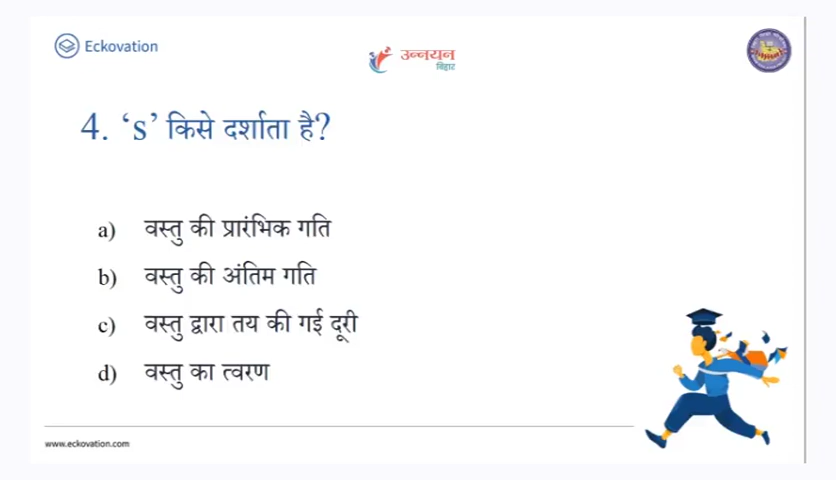 Eckovation
उन्नयन
बिहार
4. ‘s’ किसे दर्शाता है?
a) वस्तु की प्रारंभिक गति
b) वस्तु की अंतिम गति
c) वस्तु द्वारा तय की गई दूरी
d) वस्तु का त्वरण
www.eckovation.com